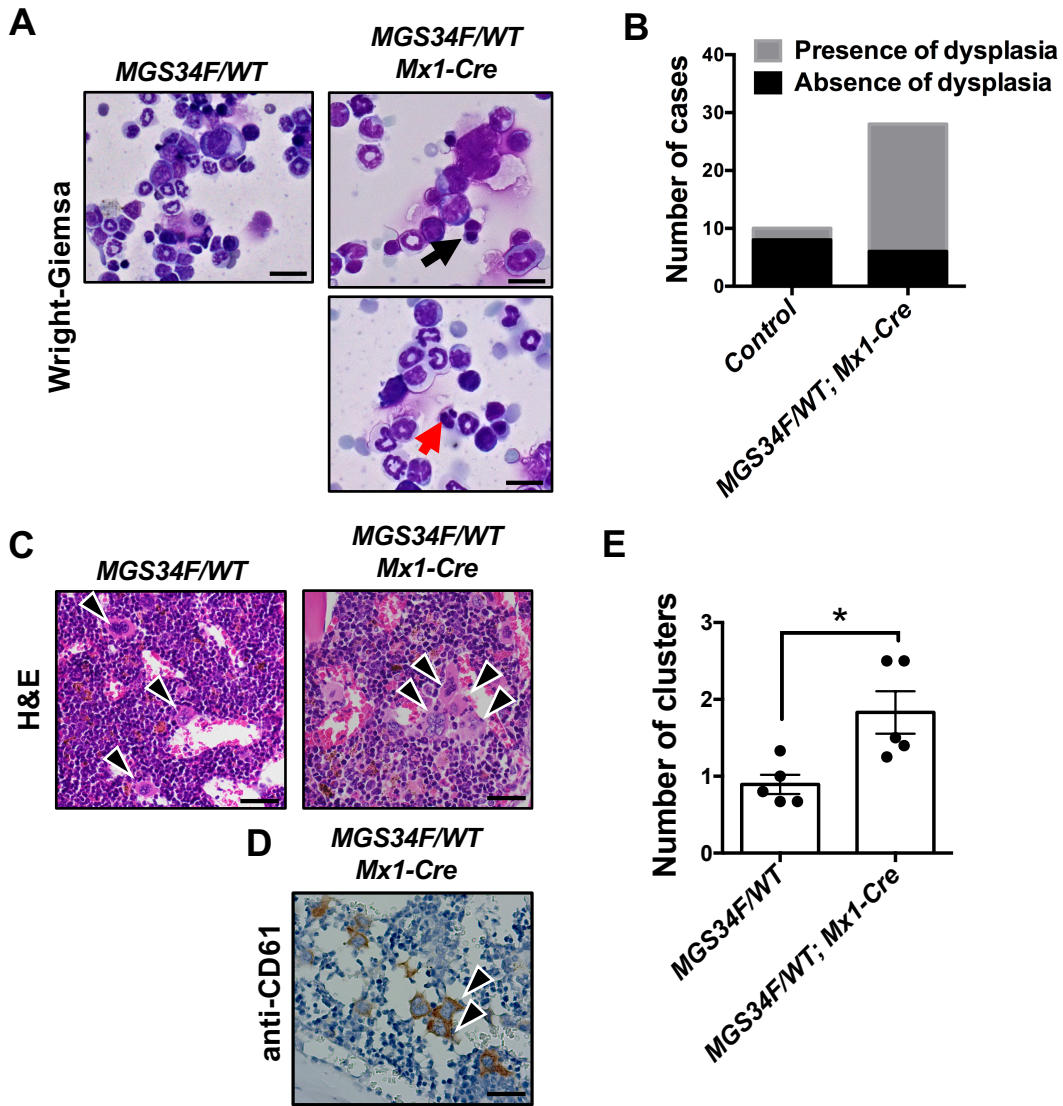 A
MGS34F/WT
MGS34F/WT
Mx1-Cre
Wright-Giemsa
B
Presence of dysplasia
Absence of dysplasia
Number of cases
40
30
20
10
0
Control
MGS34F/WT; Mx1-Cre
C
MGS34F/WT
MGS34F/WT
Mx1-Cre
H&E
D
MGS34F/WT
Mx1-Cre
anti-CD61
E
Number of clusters
3
2
1
0
*
MGS34F/WT
MGS34F/WT; Mx1-Cre